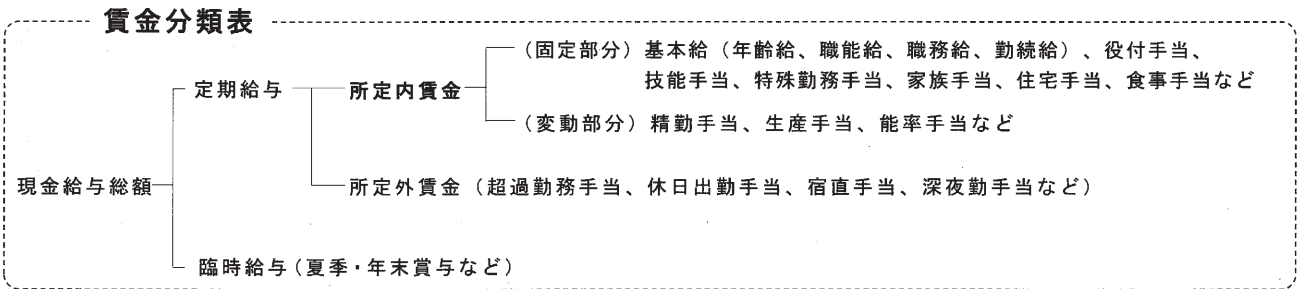 賃金分類表
(固定部分)基本給(年齢給、職能給、職務給、勤続給)、役付手当、
技能手当、特殊勤務手当、家族手当、住宅手当、食事手当など
定期給与
所定内賃金
(変動部分)精勤手当、生産手当、能率手当など
現金給与総額
所定外賃金(超過勤務手当、休日出勤手当、宿直手当、深夜勤手当など)
臨時給与(夏季・年末賞与など)